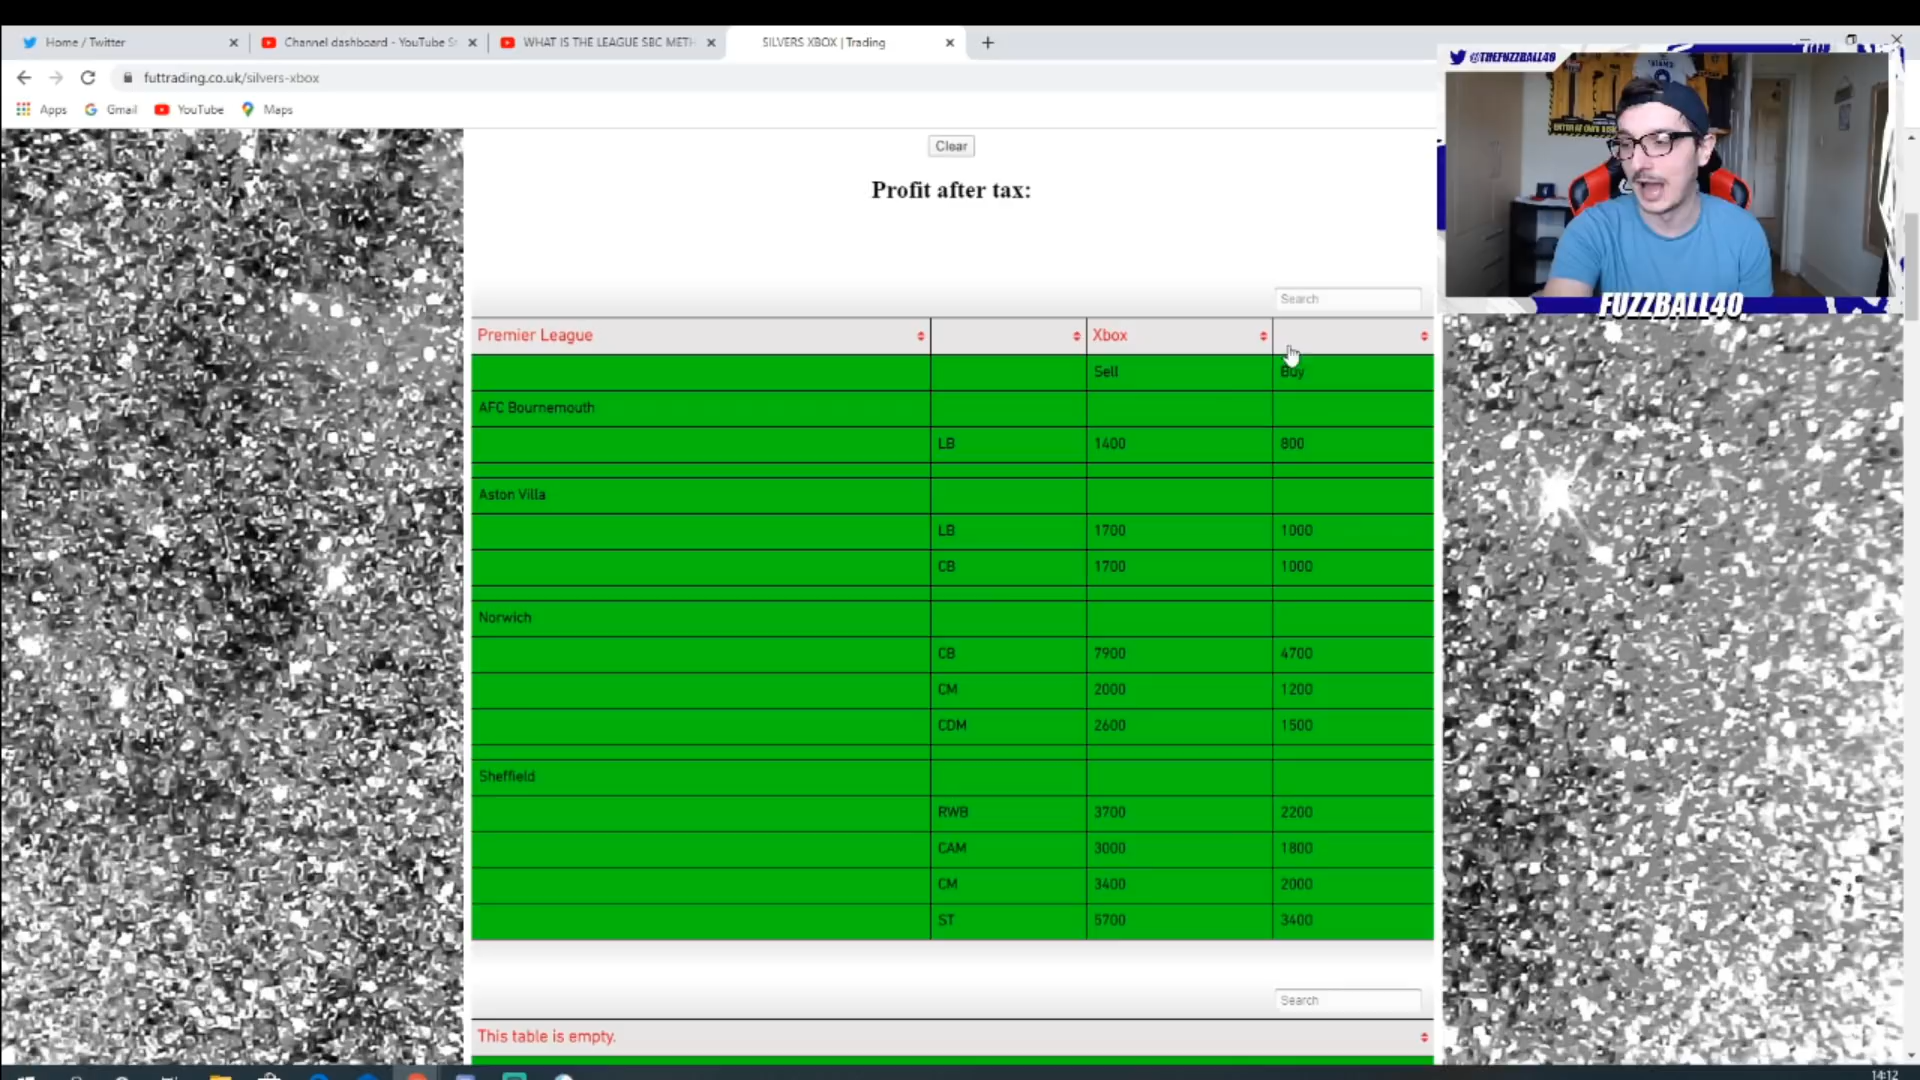 Home / Twitter
Channel dashboard - YouTube S
WHAT IS THE LEAGUE SBC METH
SILVERS XBOX | Trading
futtrading.co.uk/silvers-xbox
Apps Gmail YouTube Maps
@THEFUZZBALL40
FUZZBALL40
Clear
Profit after tax:
Search
Premier League Xbox
Sell Buy
AFC Bournemouth
LB 1400 800
Aston Villa
LB 1700 1000
CB 1700 1000
Norwich
CB 7900 4700
CM 2000 1200
CDM 2600 1500
Sheffield
RWB 3700 2200
CAM 3000 1800
CM 3400 2000
ST 5700 3400
Search
This table is empty.
14:12